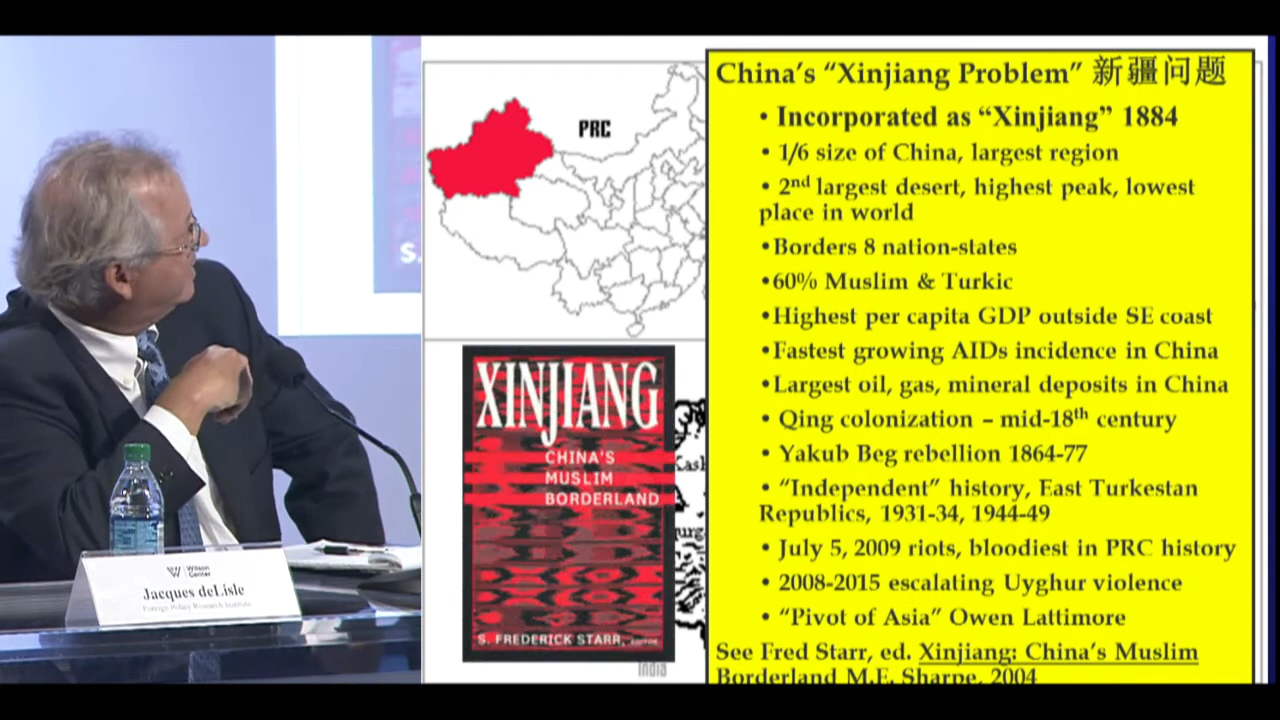 S.
Wilson
Center
Jacques deLisle
Foreign Policy Research Institute
PRC
XINJIANG
CHINA'S
MUSLIM
BORDERLAND
S. FREDERICK STARR, EDITOR
India
China's “Xinjiang Problem” 新疆问题
• Incorporated as “Xinjiang” 1884
• 1/6 size of China, largest region
• 2nd largest desert, highest peak, lowest
place in world
•Borders 8 nation-states
•60% Muslim & Turkic
•Highest per capita GDP outside SE coast
•Fastest growing AIDs incidence in China
•Largest oil, gas, mineral deposits in China
• Qing colonization – mid-18th century
• Yakub Beg rebellion 1864-77
• “Independent” history, East Turkestan
Republics, 1931-34, 1944-49
• July 5, 2009 riots, bloodiest in PRC history
• 2008-2015 escalating Uyghur violence
• “Pivot of Asia” Owen Lattimore
See Fred Starr, ed. Xinjiang: China's Muslim
Borderland M.E. Sharpe, 2004